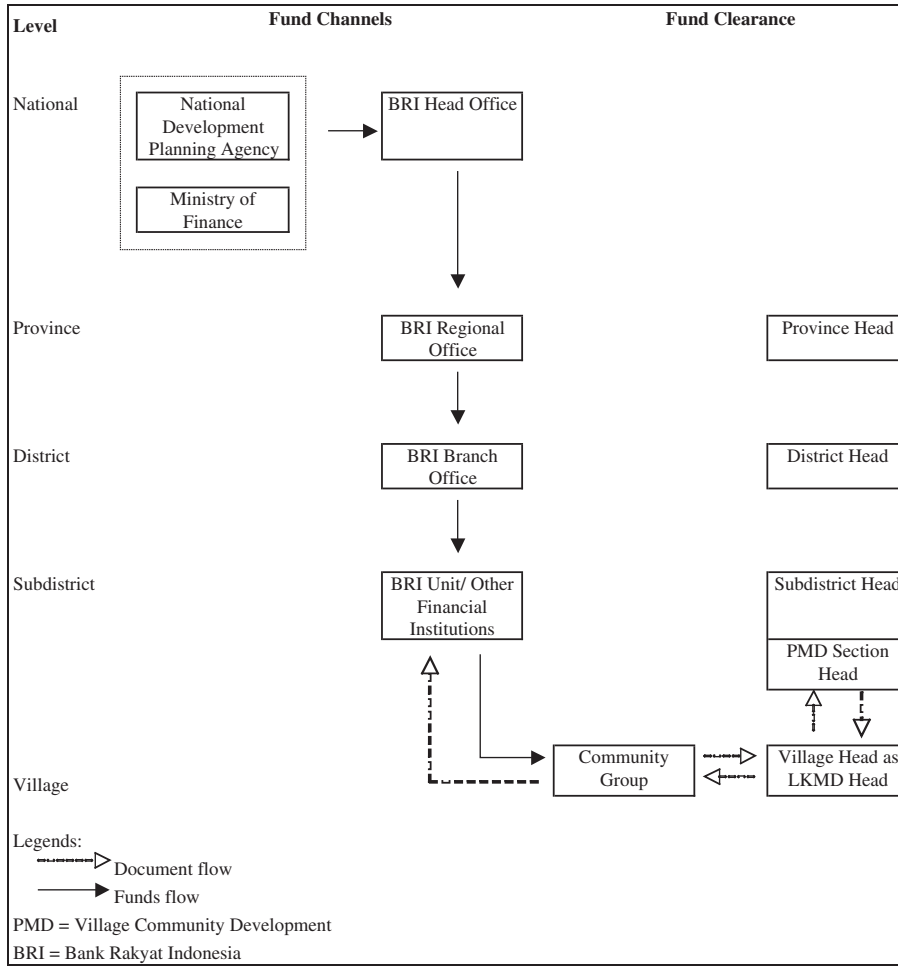 Level
Fund Channels
Fund Clearance
National
National
Development
Planning Agency
BRI Head Office
Ministry of
Finance
Province
BRI Regional
Office
Province Head
District
BRI Branch
Office
District Head
Subdistrict
BRI Unit/ Other
Financial
Institutions
Subdistrict Head
PMD Section
Head
Village
Community
Group
Village Head as
LKMD Head
Legends:
Document flow
Funds flow
PMD = Village Community Development
BRI = Bank Rakyat Indonesia